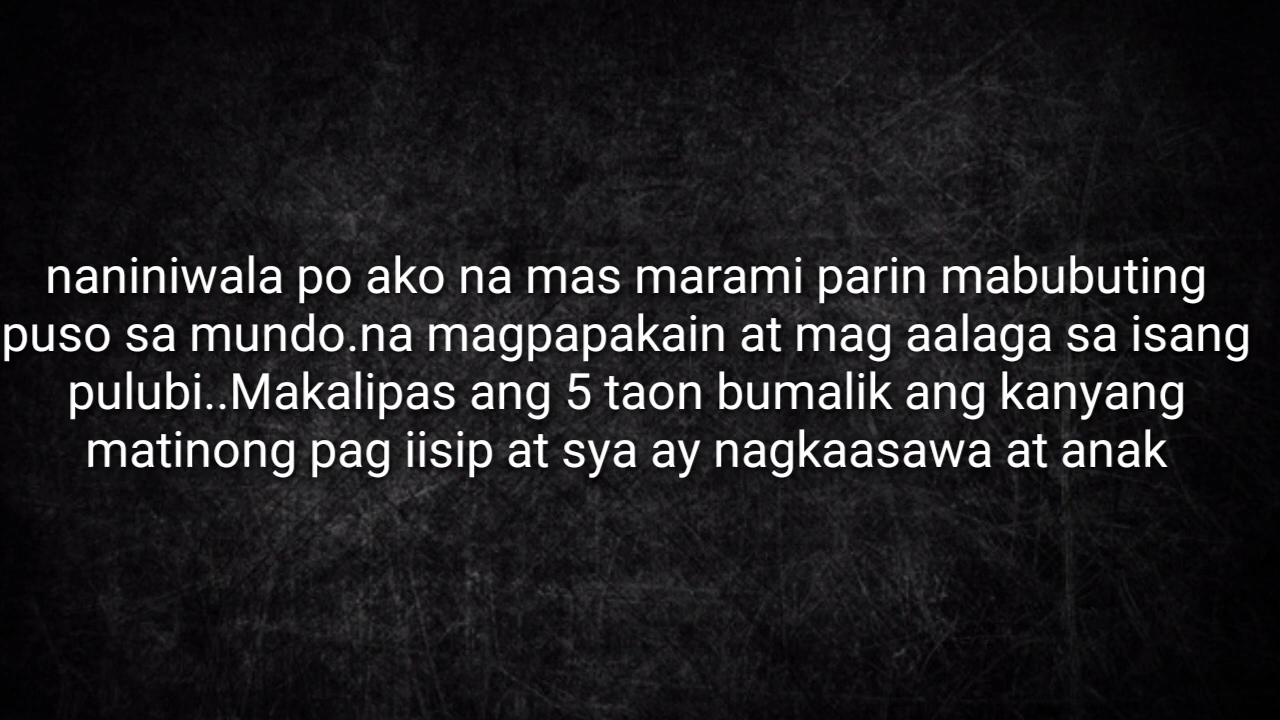 naniniwala po ako na mas marami parin mabubuting
puso sa mundo.na magpapakain at mag aalaga sa isang
pulubi..Makalipas ang 5 taon bumalik ang kanyang
matinong pag iisip at sya ay nagkaasawa at anak